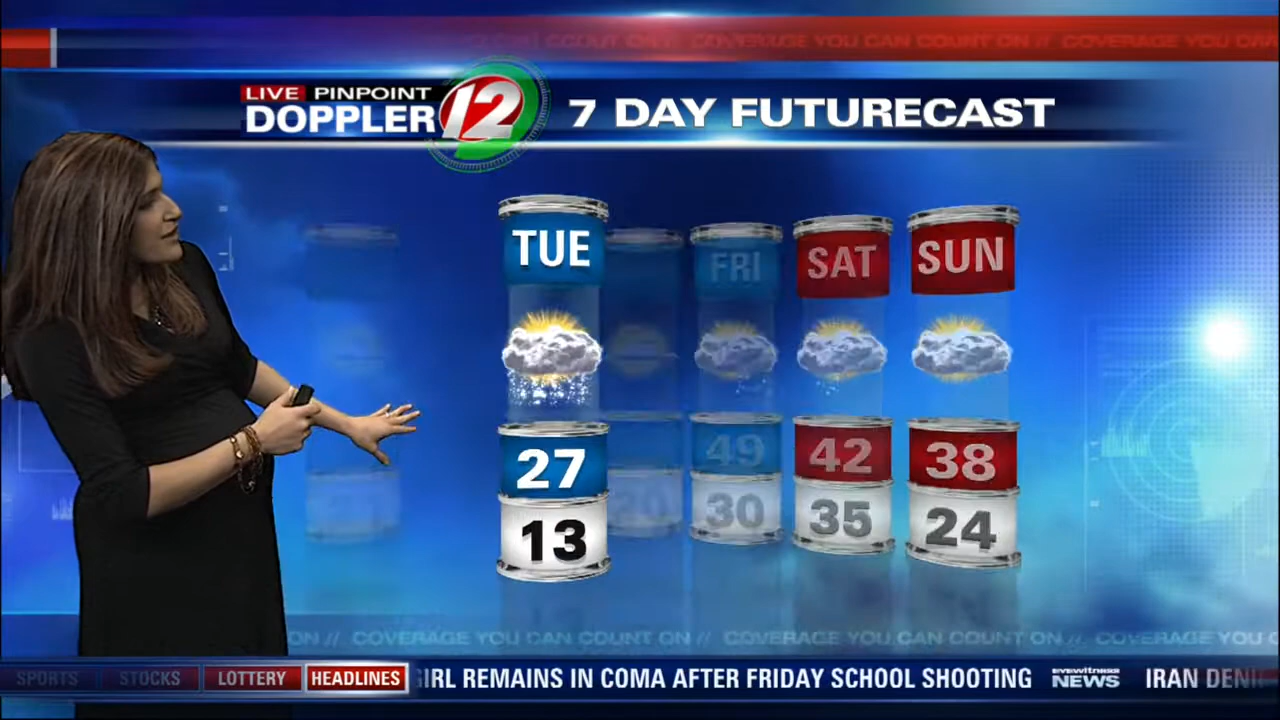 COUNT ON // COVERAGE YOU CAN COUNT ON // COVERAGE YOU CAN
LIVE PINPOINT
DOPPLER 12
7 DAY FUTURECAST
TUE FRI SAT SUN
27 49 42 38
13 30 35 24
ON // COVERAGE YOU CAN COUNT ON // COVERAGE YOU CAN COUNT ON // COVERAGE YOU C
SPORTS STOCKS LOTTERY HEADLINES GIRL REMAINS IN COMA AFTER FRIDAY SCHOOL SHOOTING EYEWITNESS NEWS IRAN DENI